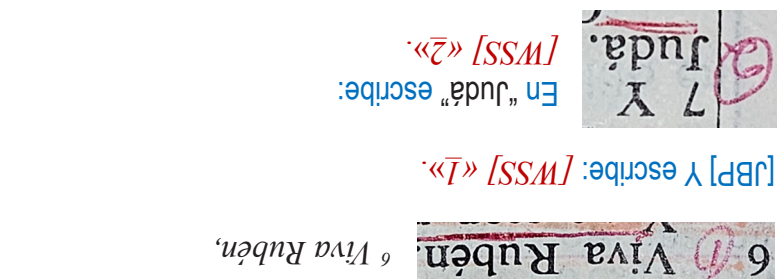 6 1 Viva Rubén. ⁶ Viva Rubén,
[JBP] Y escribe: [WSS] «1».
7 Y
2 Judá.
En "Judá" escribe:
[WSS] «2».